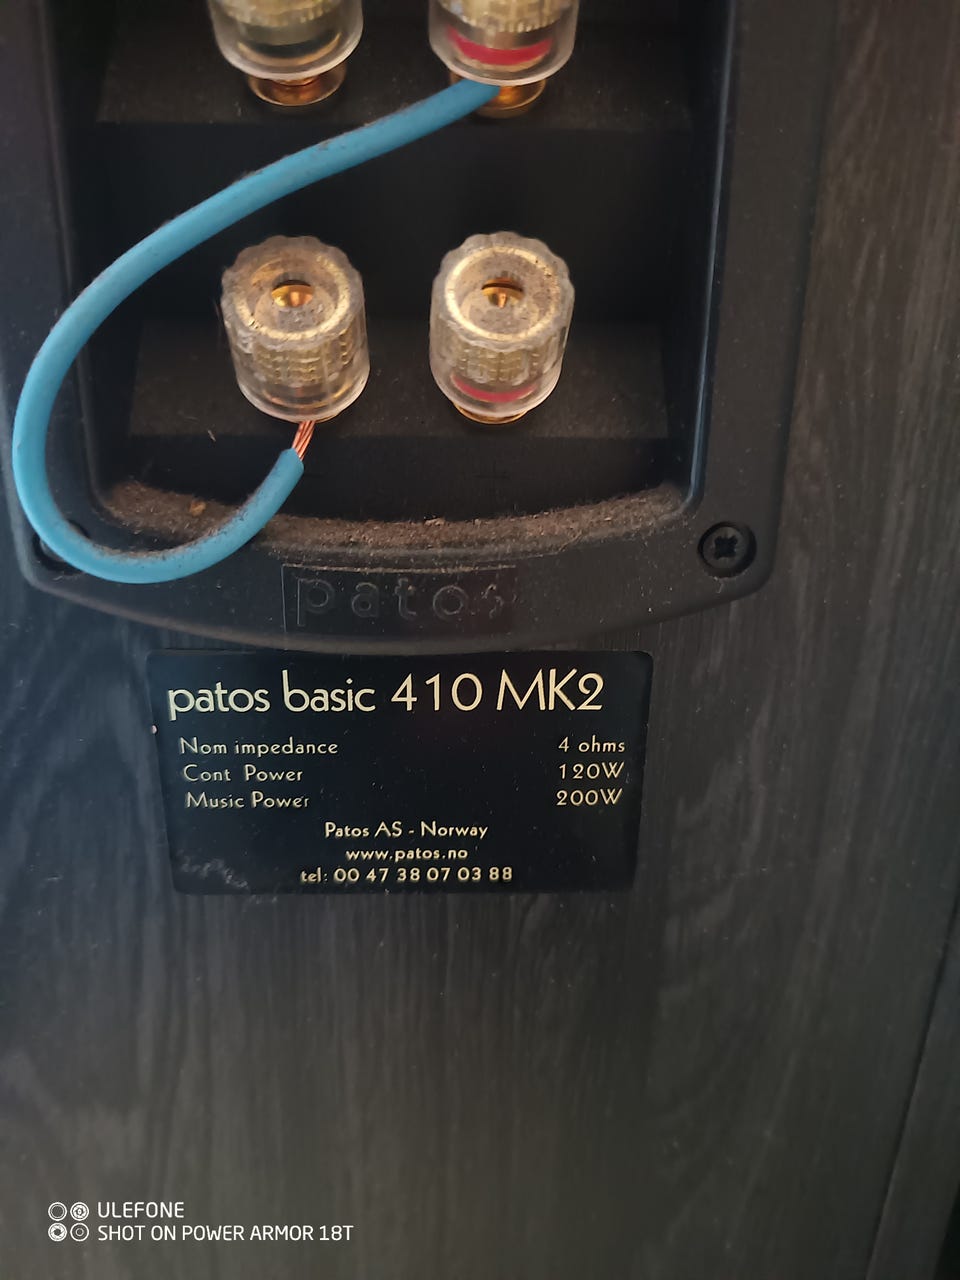 patos
patos basic 410 MK2
Nom impedance 4 ohms
Cont Power 120W
Music Power 200W
Patos AS - Norway
www.patos.no
tel: 00 47 38 07 03 88
ULEFONE
SHOT ON POWER ARMOR 18T